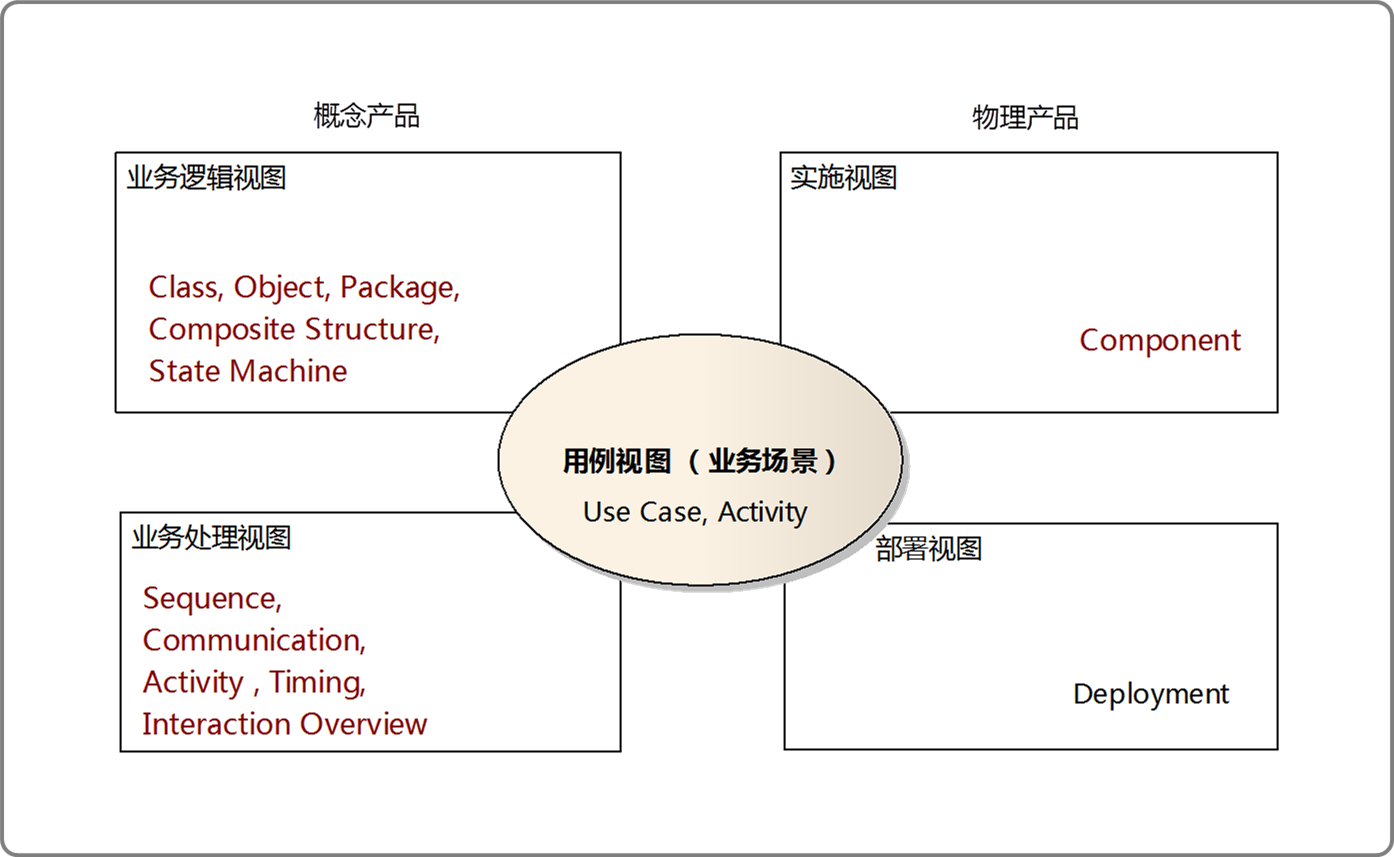 概念产品
物理产品
业务逻辑视图
Class, Object, Package,
Composite Structure,
State Machine
实施视图
Component
用例视图（业务场景）
Use Case, Activity
业务处理视图
Sequence,
Communication,
Activity , Timing,
Interaction Overview
部署视图
Deployment